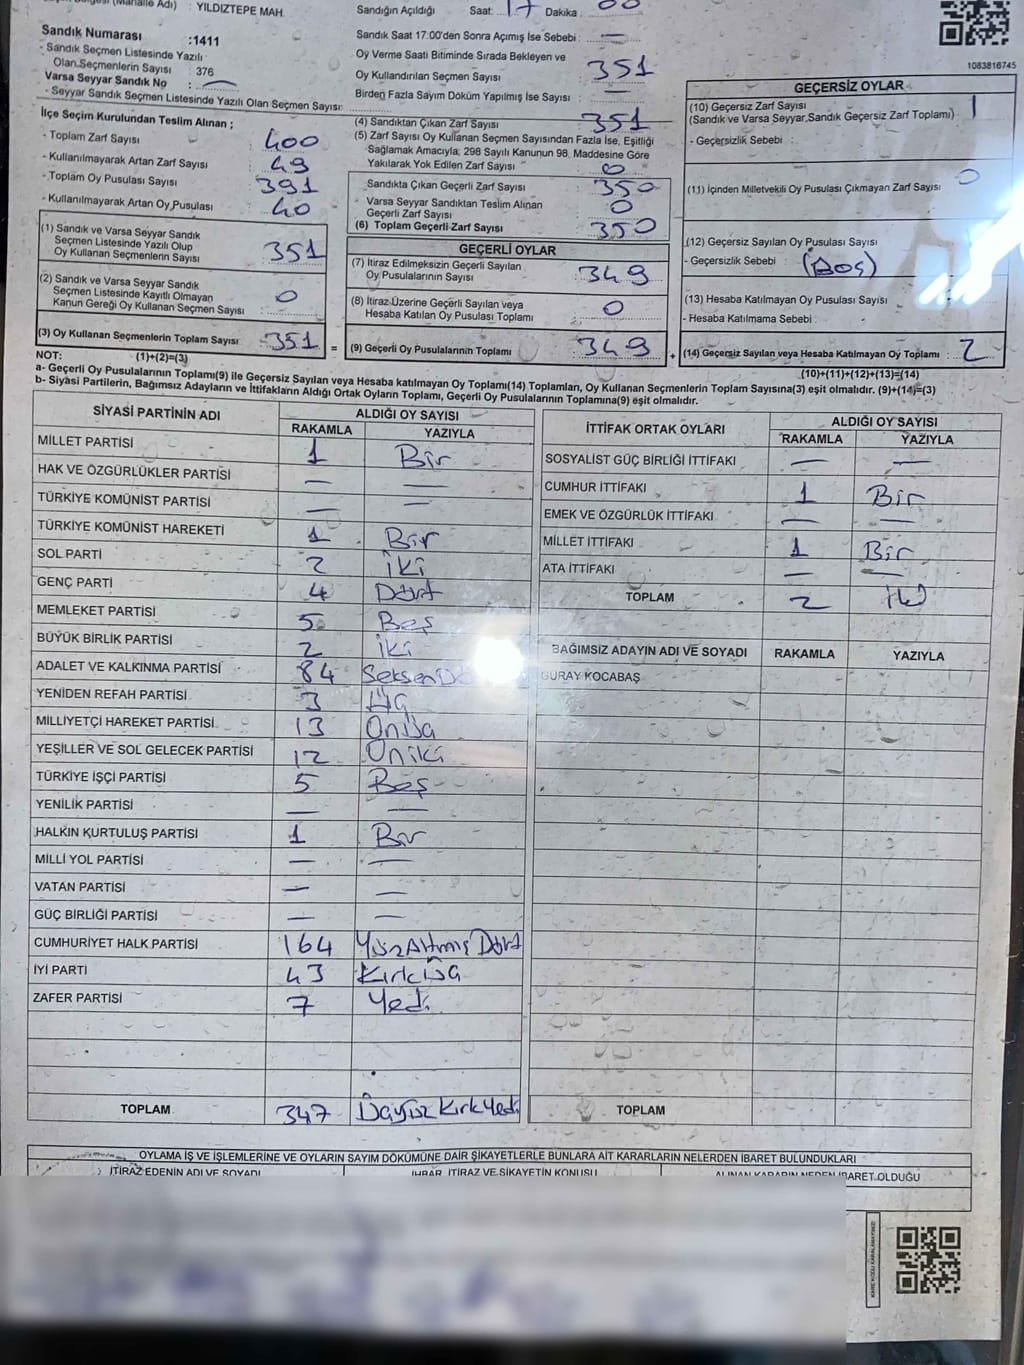 (Mahalle Adı) : YILDIZTEPE MAH.
Sandık Numarası :1411
- Sandık Seçmen Listesinde Yazılı
Olan Seçmenlerin Sayısı : 376
Varsa Seyyar Sandık No : —
- Seyyar Sandık Seçmen Listesinde Yazılı Olan Seçmen Sayısı:
Sandığın Açıldığı Saat: 17 Dakika : 00
Sandık Saat 17:00'den Sonra Açımış İse Sebebi : —
Oy Verme Saati Bitiminde Sırada Bekleyen ve
Oy Kullandırılan Seçmen Sayısı : 351
Birden Fazla Sayım Döküm Yapılmış İse Sayısı : —
1083816745
İlçe Seçim Kurulundan Teslim Alınan ;
- Toplam Zarf Sayısı : 400
- Kullanılmayarak Artan Zarf Sayısı : 49
- Toplam Oy Pusulası Sayısı : 391
- Kullanılmayarak Artan Oy Pusulası : 40
(1) Sandık ve Varsa Seyyar Sandık
Seçmen Listesinde Yazılı Olup
Oy Kullanan Seçmenlerin Sayısı : 351
(2) Sandık ve Varsa Seyyar Sandık
Seçmen Listesinde Kayıtlı Olmayan
Kanun Gereği Oy Kullanan Seçmen Sayısı : 0
(3) Oy Kullanan Seçmenlerin Toplam Sayısı : 351
(4) Sandıktan Çıkan Zarf Sayısı : 351
(5) Zarf Sayısı Oy Kullanan Seçmen Sayısından Fazla İse, Eşitliği
Sağlamak Amacıyla; 298 Sayılı Kanunun 98. Maddesine Göre
Yakılarak Yok Edilen Zarf Sayısı : 0
Sandıkta Çıkan Geçerli Zarf Sayısı : 350
Varsa Seyyar Sandıktan Teslim Alınan
Geçerli Zarf Sayısı : 0
(6) Toplam Geçerli Zarf Sayısı : 350
GEÇERLİ OYLAR
(7) İtiraz Edilmeksizin Geçerli Sayılan
Oy Pusulalarının Sayısı : 349
(8) İtiraz Üzerine Geçerli Sayılan veya
Hesaba Katılan Oy Pusulası Toplamı : 0
= (9) Geçerli Oy Pusulalarının Toplamı : 349
GEÇERSİZ OYLAR
(10) Geçersiz Zarf Sayısı : 1
(Sandık ve Varsa Seyyar Sandık Geçersiz Zarf Toplamı)
- Geçersizlik Sebebi :
(11) İçinden Milletvekili Oy Pusulası Çıkmayan Zarf Sayısı : 0
(12) Geçersiz Sayılan Oy Pusulası Sayısı
- Geçersizlik Sebebi : (Boş)
(13) Hesaba Katılmayan Oy Pusulası Sayısı
- Hesaba Katılmama Sebebi :
+ (14) Geçersiz Sayılan veya Hesaba Katılmayan Oy Toplamı : 2
NOT: (1)+(2)=(3) (10)+(11)+(12)+(13)=(14)
a- Geçerli Oy Pusulalarının Toplamı(9) ile Geçersiz Sayılan veya Hesaba katılmayan Oy Toplamı(14) Toplamları, Oy Kullanan Seçmenlerin Toplam Sayısına(3) eşit olmalıdır. (9)+(14)=(3)
b- Siyasi Partilerin, Bağımsız Adayların ve İttifakların Aldığı Ortak Oyların Toplamı, Geçerli Oy Pusulalarının Toplamına(9) eşit olmalıdır.
SİYASİ PARTİNİN ADI ALDIĞI OY SAYISI
RAKAMLA YAZIYLA
MİLLET PARTİSİ 1 Bir
HAK VE ÖZGÜRLÜKLER PARTİSİ — —
TÜRKİYE KOMÜNİST PARTİSİ — —
TÜRKİYE KOMÜNİST HAREKETİ 1 Bir
SOL PARTİ 2 İki
GENÇ PARTİ 4 Dört
MEMLEKET PARTİSİ 5 Beş
BÜYÜK BİRLİK PARTİSİ 2 İki
ADALET VE KALKINMA PARTİSİ 84
YENİDEN REFAH PARTİSİ 3 Üç
MİLLİYETÇİ HAREKET PARTİSİ 13 Onüç
YEŞİLLER VE SOL GELECEK PARTİSİ 12 Oniki
TÜRKİYE İŞÇİ PARTİSİ 5 Beş
YENİLİK PARTİSİ — —
HALKIN KURTULUŞ PARTİSİ 1 Bir
MİLLİ YOL PARTİSİ — —
VATAN PARTİSİ — —
GÜÇ BİRLİĞİ PARTİSİ — —
CUMHURİYET HALK PARTİSİ 164 YüzAltmış Dört
İYİ PARTİ 43 Kırküç
ZAFER PARTİSİ 7 Yedi
TOPLAM 347 Üçyüz KırkYedi
İTTİFAK ORTAK OYLARI ALDIĞI OY SAYISI
RAKAMLA YAZIYLA
SOSYALİST GÜÇ BİRLİĞİ İTTİFAKI — —
CUMHUR İTTİFAKI 1 Bir
EMEK VE ÖZGÜRLÜK İTTİFAKI — —
MİLLET İTTİFAKI 1 Bir
ATA İTTİFAKI — —
TOPLAM 2 İki
BAĞIMSIZ ADAYIN ADI VE SOYADI RAKAMLA YAZIYLA
GÜRAY KOCABAŞ
TOPLAM
OYLAMA İŞ VE İŞLEMLERİNE VE OYLARIN SAYIM DÖKÜMÜNE DAİR ŞİKAYETLERLE BUNLARA AİT KARARLARIN NELERDEN İBARET BULUNDUKLARI
İTİRAZ EDENİN ADI VE SOYADI İHBAR, İTİRAZ VE ŞİKAYETİN KONUSU ALINAN KARARIN NEDEN İBARET OLDUĞU